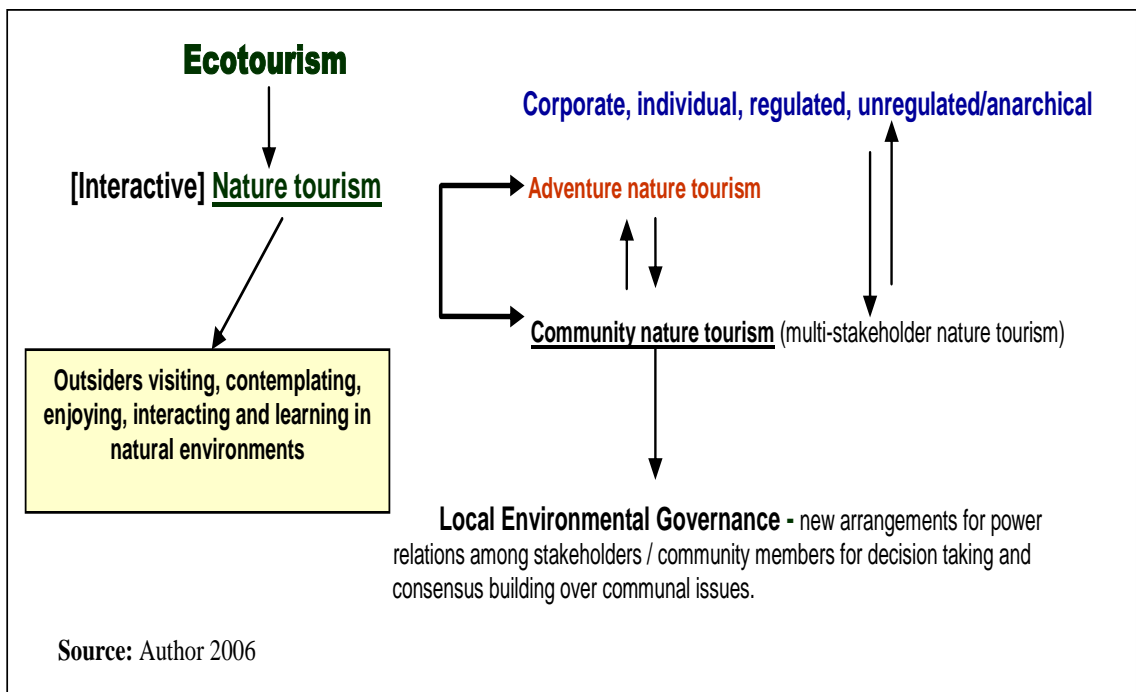 Ecotourism
Corporate, individual, regulated, unregulated/anarchical
[Interactive] Nature tourism
Adventure nature tourism
Community nature tourism (multi-stakeholder nature tourism)
Outsiders visiting, contemplating,
enjoying, interacting and learning in
natural environments
Local Environmental Governance - new arrangements for power
relations among stakeholders / community members for decision taking and
consensus building over communal issues.
Source: Author 2006